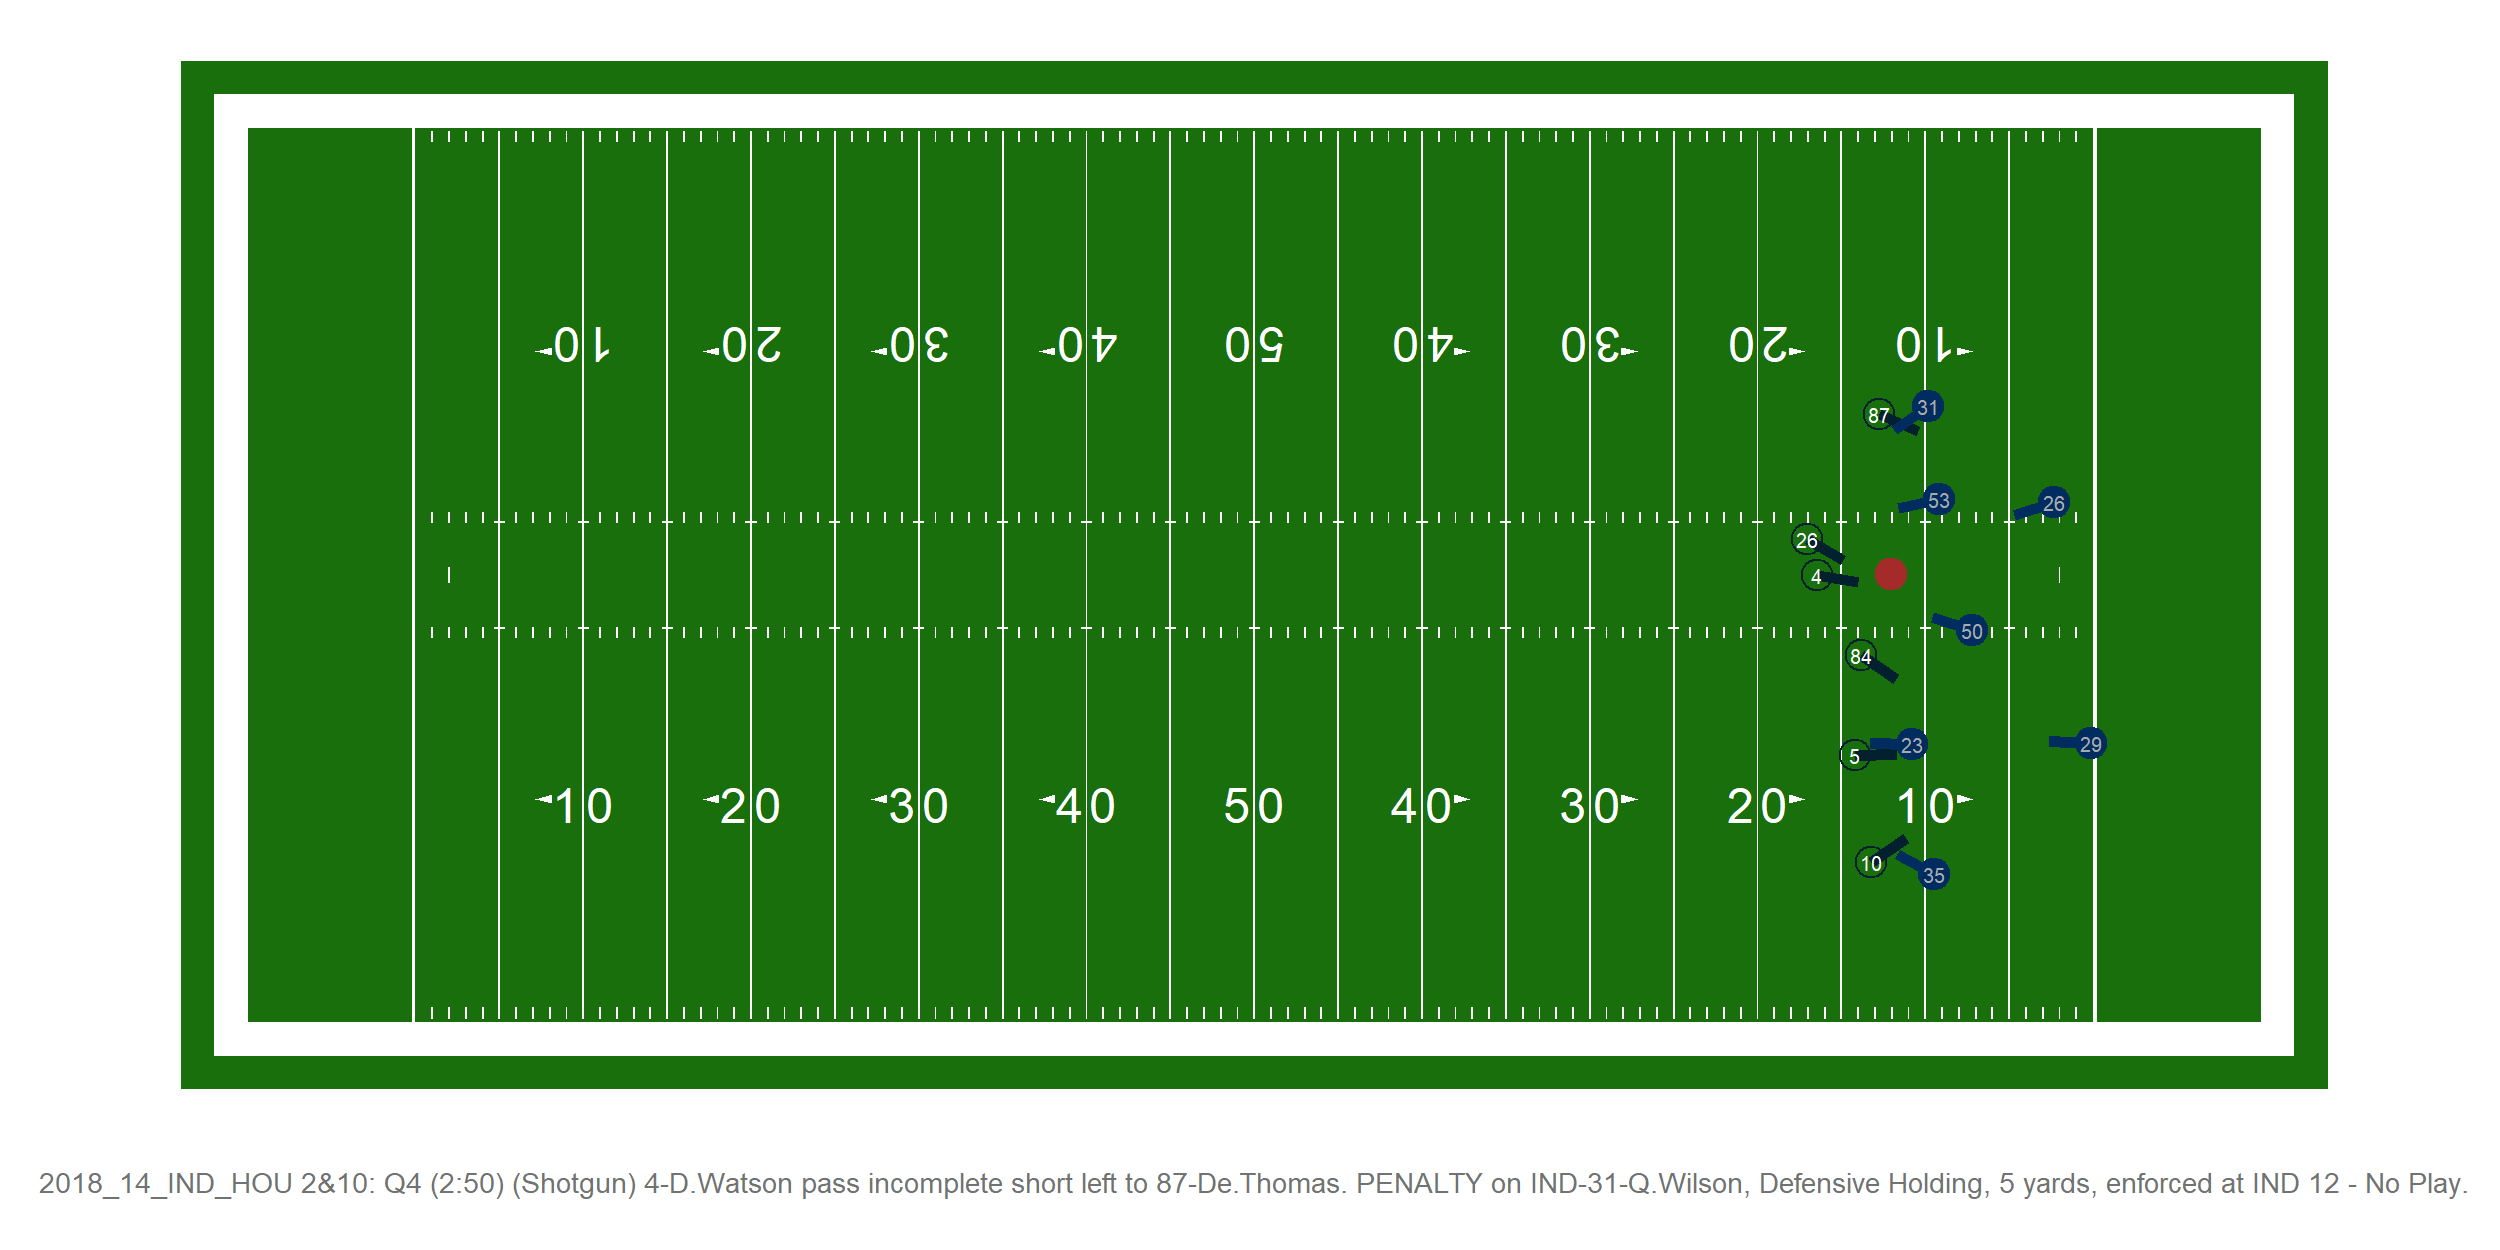 10 20 30 40 50 40 30 20 10
87 31
53 26
26
4
50
84
5 23 29
10 20 30 40 50 40 30 20 10
10 35
2018_14_IND_HOU 2&10: Q4 (2:50) (Shotgun) 4-D.Watson pass incomplete short left to 87-De.Thomas. PENALTY on IND-31-Q.Wilson, Defensive Holding, 5 yards, enforced at IND 12 - No Play.